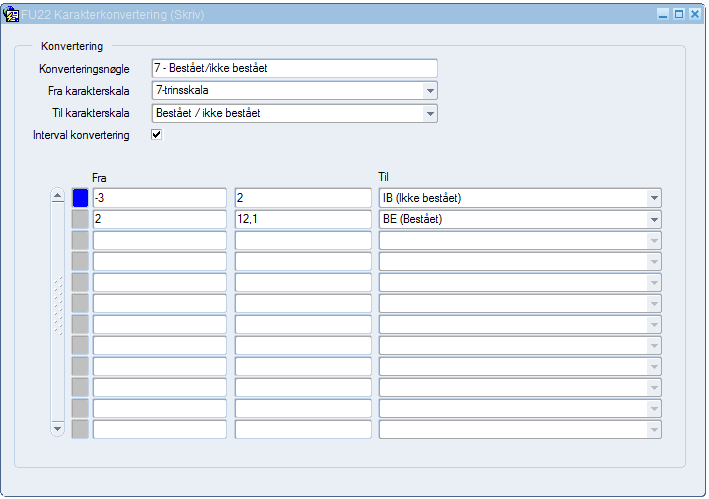 FU22 Karakterkonvertering (Skriv)
Konvertering
Konverteringsnøgle 7 - Bestået/ikke bestået
Fra karakterskala 7-trinsskala
Til karakterskala Bestået / ikke bestået
Interval konvertering
Fra Til
-3 2 IB (Ikke bestået)
2 12,1 BE (Bestået)